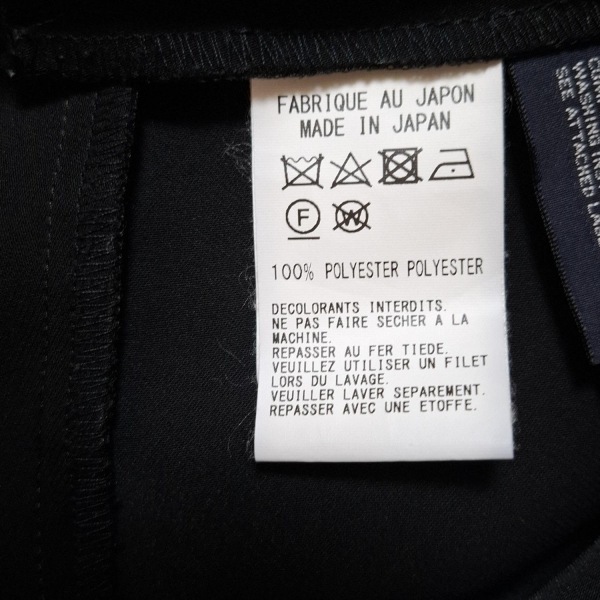 FABRIQUE AU JAPON
MADE IN JAPAN
F
W
100% POLYESTER POLYESTER
DECOLORANTS INTERDITS.
NE PAS FAIRE SECHER A LA
MACHINE.
REPASSER AU FER TIEDE.
VEUILLEZ UTILISER UN FILET
LORS DU LAVAGE.
VEUILLER LAVER SEPAREMENT.
REPASSER AVEC UNE ETOFFE.
WASHING
SEE ATTACHED